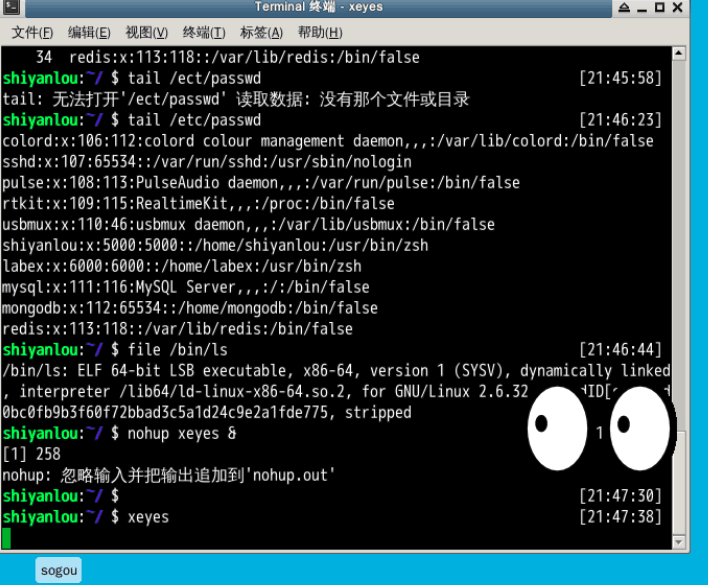 Terminal 终端 - xeyes
文件(F) 编辑(E) 视图(V) 终端(T) 标签(A) 帮助(H)
34 redis:x:113:118::/var/lib/redis:/bin/false
shiyanlou:~/ $ tail /ect/passwd [21:45:58]
tail: 无法打开'/ect/passwd' 读取数据: 没有那个文件或目录
shiyanlou:~/ $ tail /etc/passwd [21:46:23]
colord:x:106:112:colord colour management daemon,,,:/var/lib/colord:/bin/false
sshd:x:107:65534::/var/run/sshd:/usr/sbin/nologin
pulse:x:108:113:PulseAudio daemon,,,:/var/run/pulse:/bin/false
rtkit:x:109:115:RealtimeKit,,,:/proc:/bin/false
usbmux:x:110:46:usbmux daemon,,,:/var/lib/usbmux:/bin/false
shiyanlou:x:5000:5000::/home/shiyanlou:/usr/bin/zsh
labex:x:6000:6000::/home/labex:/usr/bin/zsh
mysql:x:111:116:MySQL Server,,,:/:/bin/false
mongodb:x:112:65534::/home/mongodb:/bin/false
redis:x:113:118::/var/lib/redis:/bin/false
shiyanlou:~/ $ file /bin/ls [21:46:44]
/bin/ls: ELF 64-bit LSB executable, x86-64, version 1 (SYSV), dynamically linked
, interpreter /lib64/ld-linux-x86-64.so.2, for GNU/Linux 2.6.32
0bc0fb9b3f60f72bbad3c5a1d24c9e2a1fde775, stripped
shiyanlou:~/ $ nohup xeyes &
[1] 258
nohup: 忽略输入并把输出追加到'nohup.out'
shiyanlou:~/ $ [21:47:30]
shiyanlou:~/ $ xeyes [21:47:38]
sogou